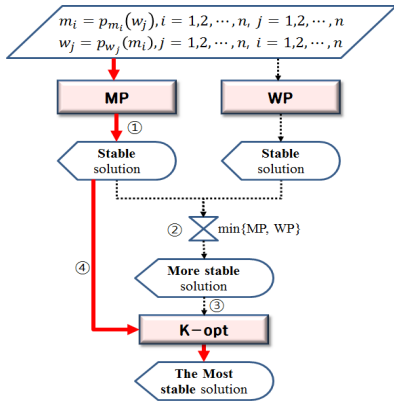 m_i = p_{m_i}(w_j), i = 1,2, ⋯, n, j = 1,2, ⋯, n
w_j = p_{w_j}(m_i), j = 1,2, ⋯, n, i = 1,2, ⋯, n
MP WP
①
Stable Stable
solution solution
② min{MP, WP}
④
More stable
solution
③
K-opt
The Most
stable solution